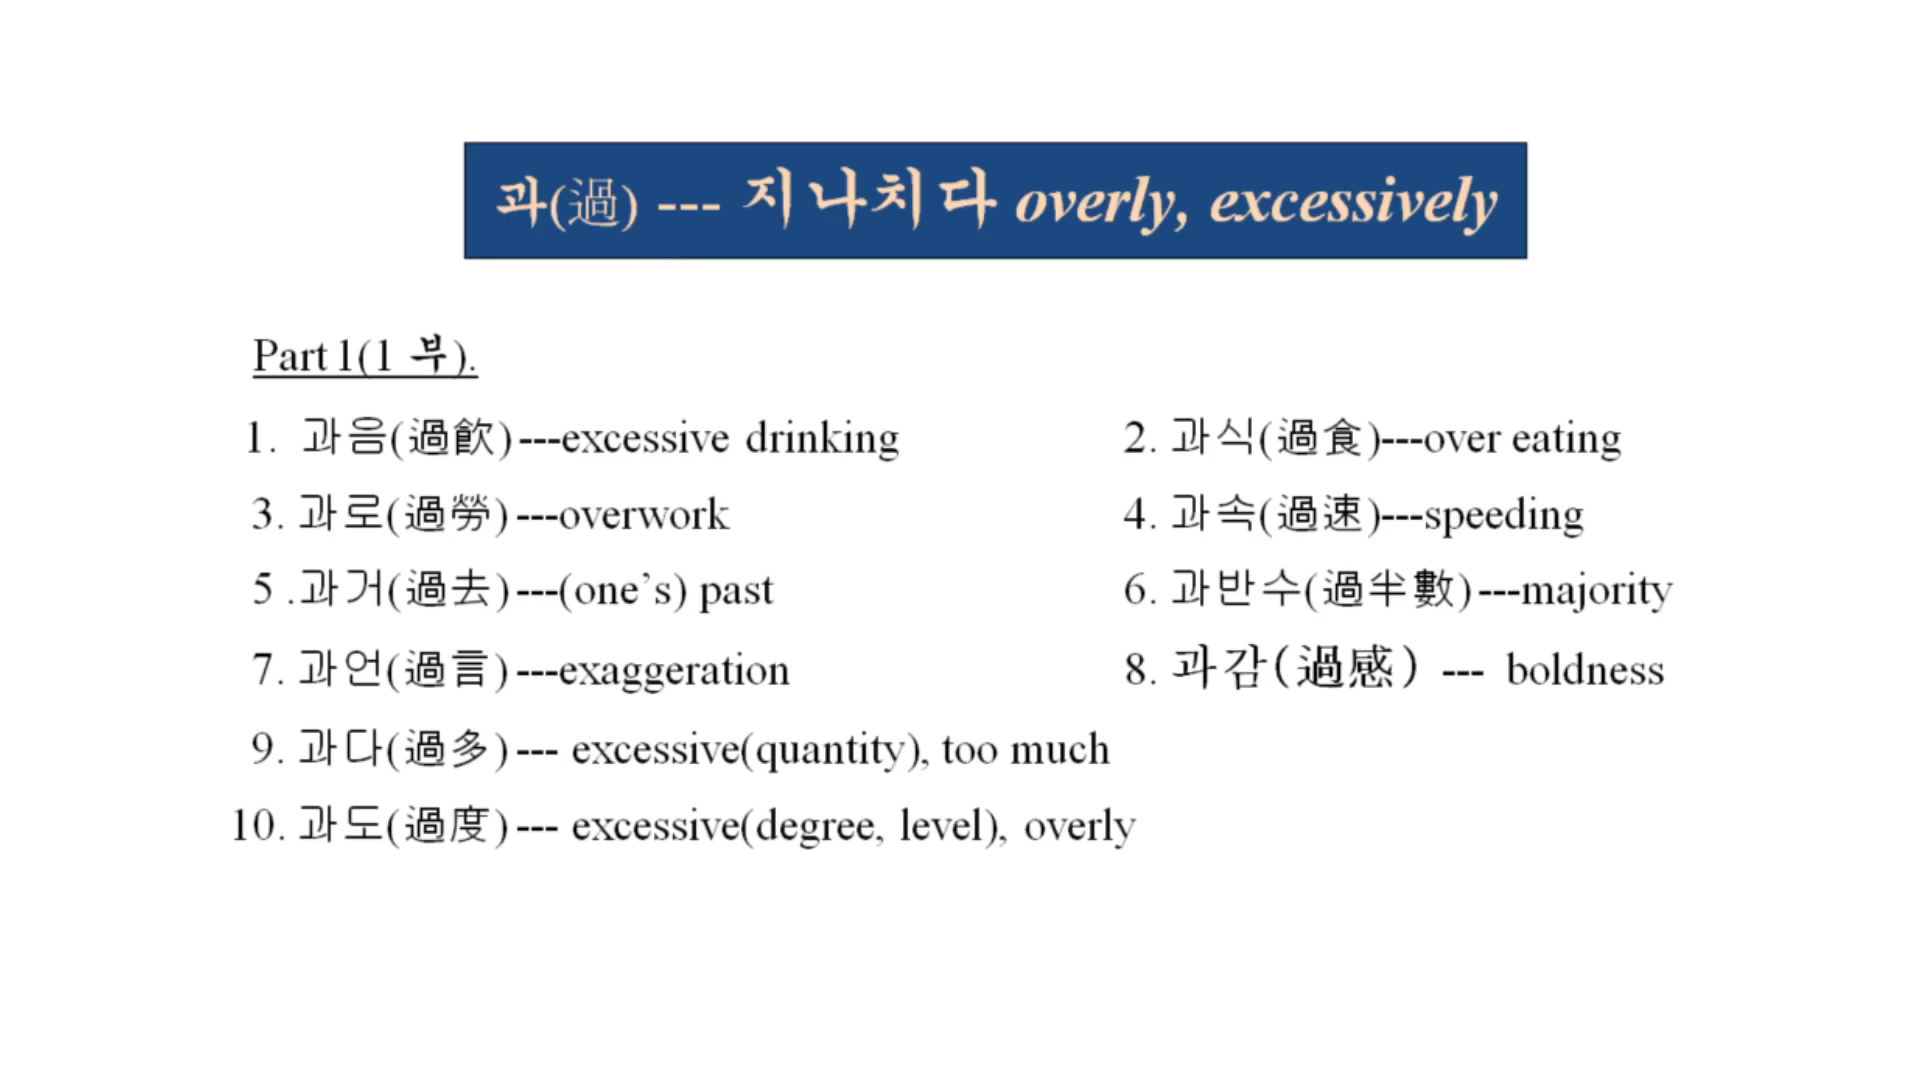 과(過) --- 지나치다 overly, excessively
Part 1(1 부).
1. 과음(過飮)---excessive drinking
2. 과식(過食)---over eating
3. 과로(過勞)---overwork
4. 과속(過速)---speeding
5 .과거(過去)---(one’s) past
6. 과반수(過半數)---majority
7. 과언(過言)---exaggeration
8. 과감(過感) --- boldness
9. 과다(過多)--- excessive(quantity), too much
10. 과도(過度)--- excessive(degree, level), overly